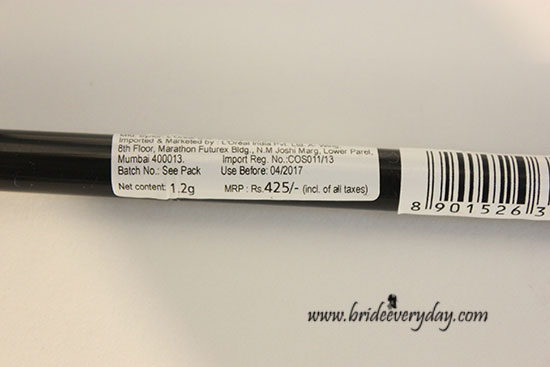 Imported & Marketed by : L'Oreal India Pvt. Ltd. A-Wing,
8th Floor, Marathon Futurex Bldg., N.M Joshi Marg, Lower Parel,
Mumbai 400013. Import Reg. No.:COS011/13
Batch No.: See Pack Use Before: 04/2017
Net content: 1.2g MRP : Rs.425/- (incl. of all taxes)
8 901526 3
www.brideeveryday.com